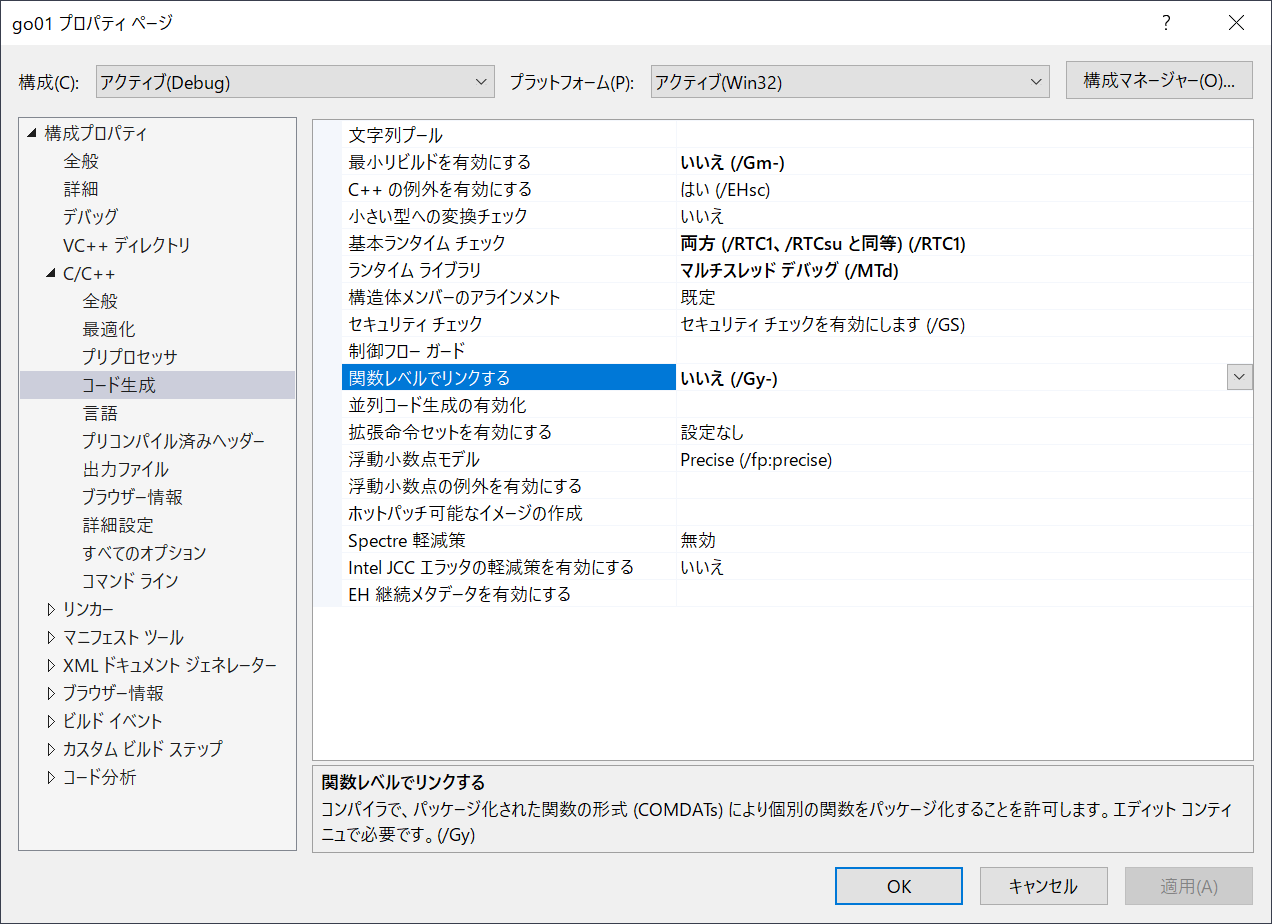 go01 プロパティ ページ
?
構成(C): アクティブ(Debug) プラットフォーム(P): アクティブ(Win32) 構成マネージャー(O)...
構成プロパティ
全般
詳細
デバッグ
VC++ ディレクトリ
C/C++
全般
最適化
プリプロセッサ
コード生成
言語
プリコンパイル済みヘッダー
出力ファイル
ブラウザー情報
詳細設定
すべてのオプション
コマンド ライン
リンカー
マニフェスト ツール
XML ドキュメント ジェネレーター
ブラウザー情報
ビルド イベント
カスタム ビルド ステップ
コード分析
文字列プール
最小リビルドを有効にする いいえ (/Gm-)
C++ の例外を有効にする はい (/EHsc)
小さい型への変換チェック いいえ
基本ランタイム チェック 両方 (/RTC1、/RTCsu と同等) (/RTC1)
ランタイム ライブラリ マルチスレッド デバッグ (/MTd)
構造体メンバーのアラインメント 既定
セキュリティ チェック セキュリティ チェックを有効にします (/GS)
制御フロー ガード
関数レベルでリンクする いいえ (/Gy-)
並列コード生成の有効化
拡張命令セットを有効にする 設定なし
浮動小数点モデル Precise (/fp:precise)
浮動小数点の例外を有効にする
ホットパッチ可能なイメージの作成
Spectre 軽減策 無効
Intel JCC エラッタの軽減策を有効にする いいえ
EH 継続メタデータを有効にする
関数レベルでリンクする
コンパイラで、パッケージ化された関数の形式 (COMDATs) により個別の関数をパッケージ化することを許可します。エディット コンティ
ニュで必要です。(/Gy)
OK キャンセル 適用(A)